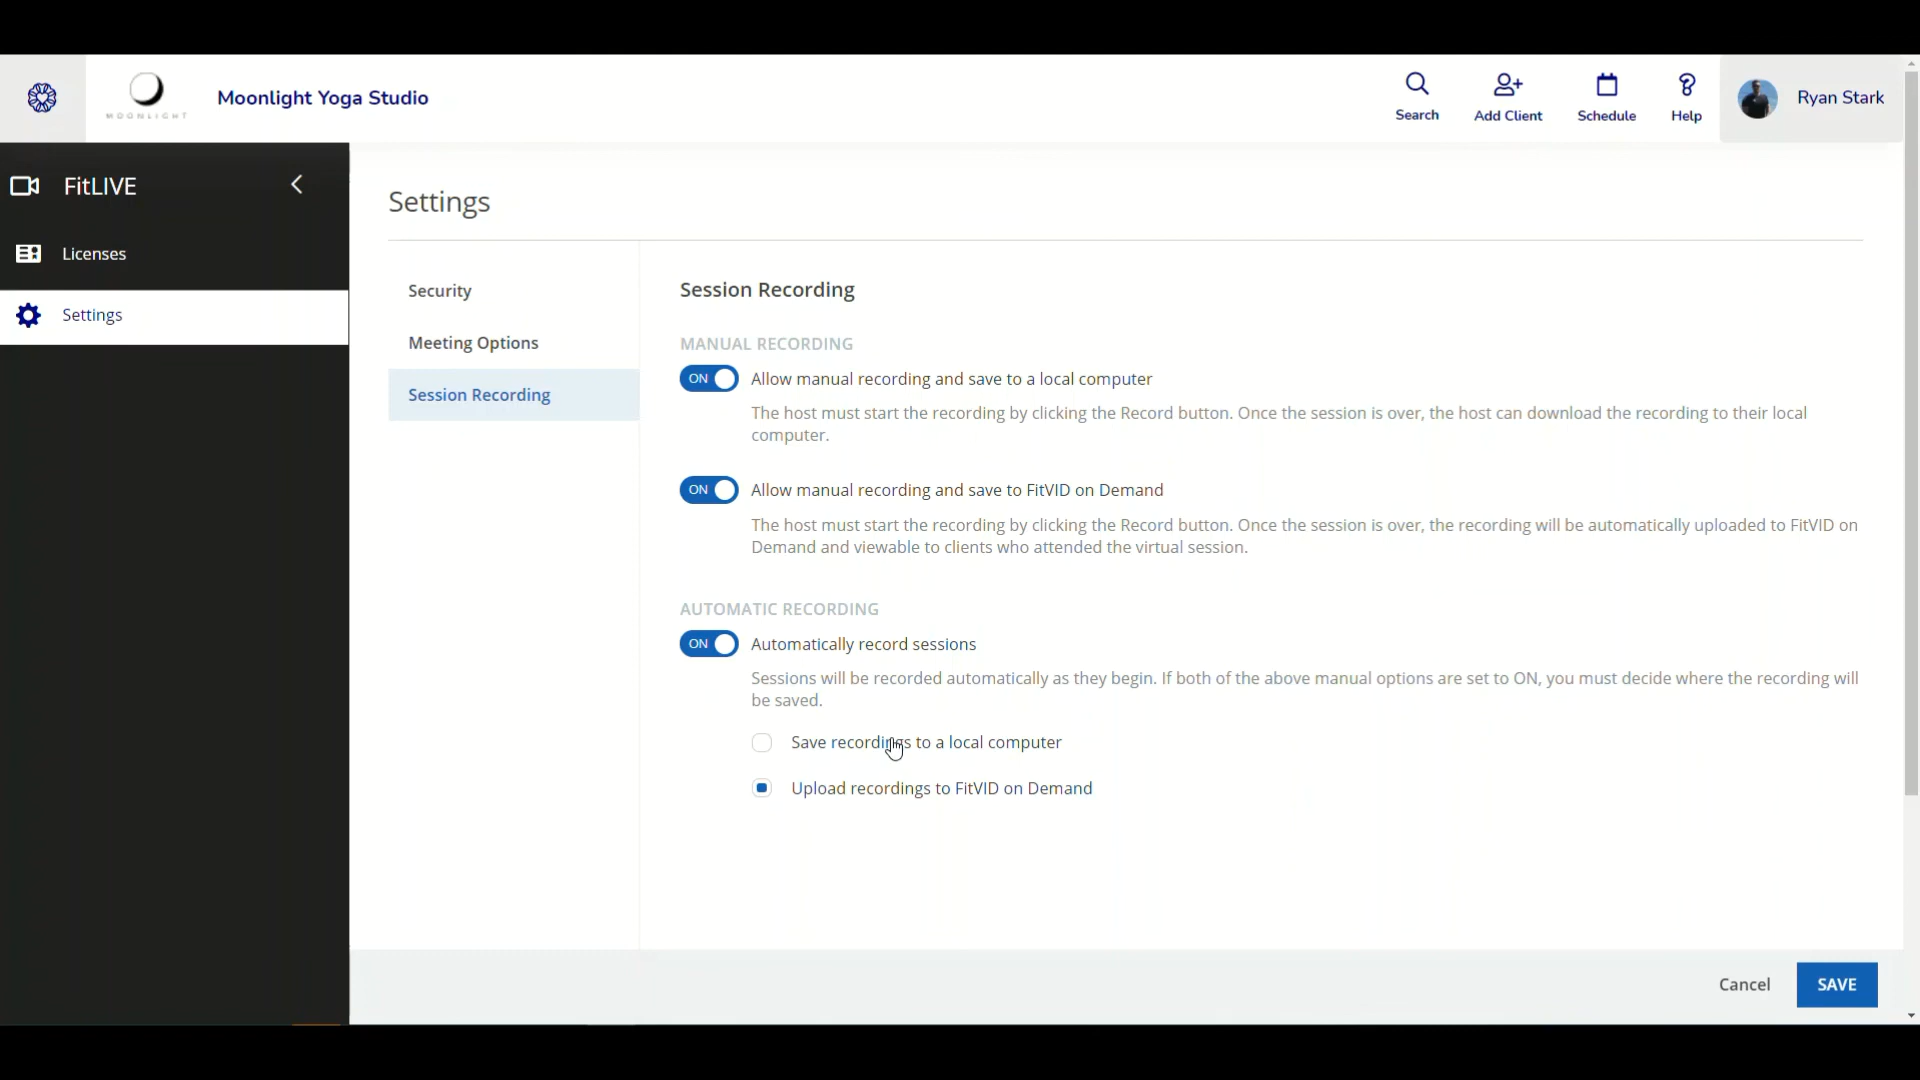 MOONLIGHT
Moonlight Yoga Studio
Search
Add Client
Schedule
Help
Ryan Stark
FitLIVE
Licenses
Settings
Settings
Security
Meeting Options
Session Recording
Session Recording
MANUAL RECORDING
ON Allow manual recording and save to a local computer
The host must start the recording by clicking the Record button. Once the session is over, the host can download the recording to their local
computer.
ON Allow manual recording and save to FitVID on Demand
The host must start the recording by clicking the Record button. Once the session is over, the recording will be automatically uploaded to FitVID on
Demand and viewable to clients who attended the virtual session.
AUTOMATIC RECORDING
ON Automatically record sessions
Sessions will be recorded automatically as they begin. If both of the above manual options are set to ON, you must decide where the recording will
be saved.
Save recordings to a local computer
Upload recordings to FitVID on Demand
Cancel
SAVE